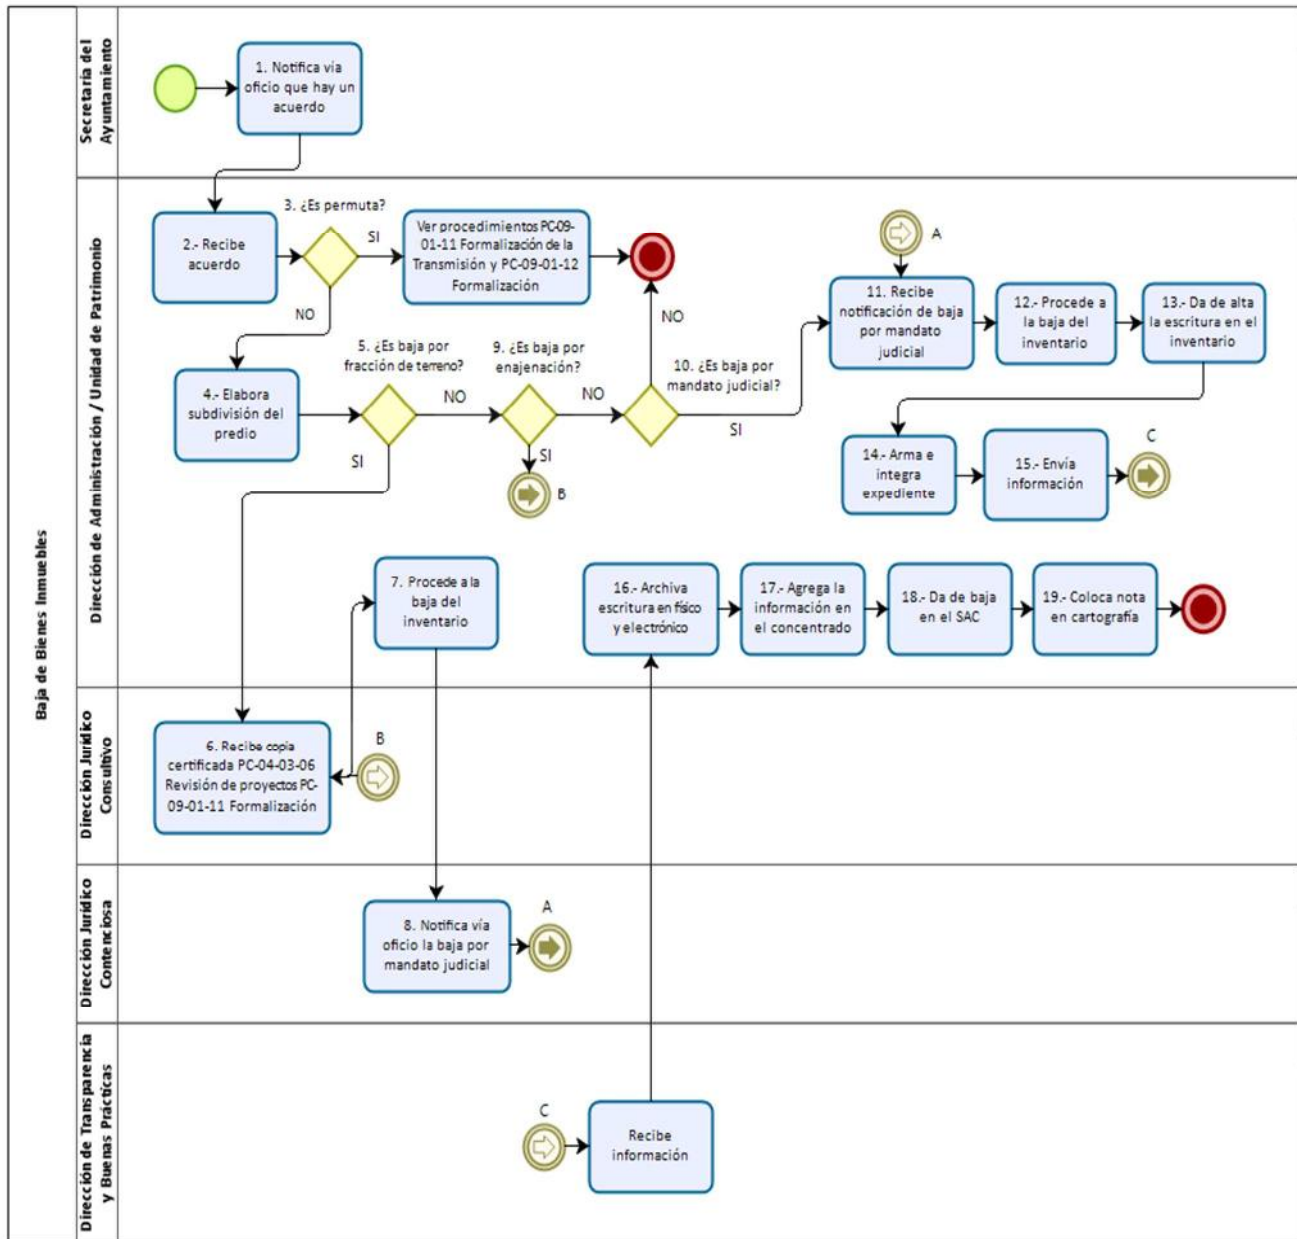 Baja de Bienes Inmuebles
Secretaría del
Ayuntamiento
1. Notifica vía
oficio que hay un
acuerdo
Dirección de Administración / Unidad de Patrimonio
2.- Recibe
acuerdo
3. ¿Es permuta?
SI
NO
Ver procedimientos PC-09-
01-11 Formalización de la
Transmisión y PC-09-01-12
Formalización
4.- Elabora
subdivisión del
predio
5. ¿Es baja por
fracción de terreno?
NO
SI
9. ¿Es baja por
enajenación?
NO
SI
B
10. ¿Es baja por
mandato judicial?
NO
SI
A
11. Recibe
notificación de baja
por mandato
judicial
12.- Procede a
la baja del
inventario
13.- Da de alta
la escritura en el
inventario
14.- Arma e
integra
expediente
15.- Envía
información
C
7. Procede a la
baja del
inventario
16.- Archiva
escritura en físico
y electrónico
17.- Agrega la
información en
el concentrado
18.- Da de baja
en el SAC
19.- Coloca nota
en cartografía
Dirección Jurídico
Consultivo
6. Recibe copia
certificada PC-04-03-06
Revisión de proyectos PC-
09-01-11 Formalización
B
Dirección Jurídico
Contenciosa
8. Notifica vía
oficio la baja por
mandato judicial
A
Dirección de Transparencia
y Buenas Prácticas
C
Recibe
información